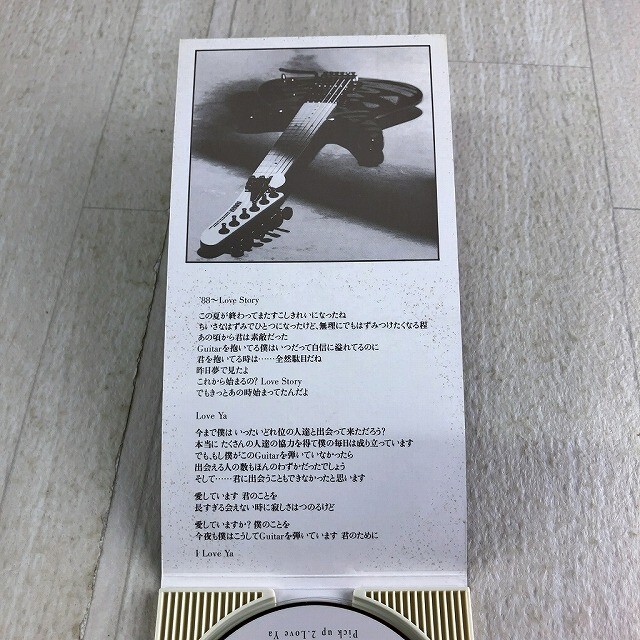 '88〜Love Story
この夏が終わってまたすこしきれいになったね
ちいさなはずみでひとつになったけど、無理にでもはずみつけたくなる程
あの頃から君は素敵だった
Guitarを抱いてる僕はいつだって自信に溢れてるのに
君を抱いてる時は……全然駄目だね
昨日夢で見たよ
これから始まるの? Love Story
でもきっとあの時始まってたんだよ
Love Ya
今まで僕は いったいどれ位の人達と出会って来ただろう?
本当に たくさんの人達の協力を得て僕の毎日は成り立っています
でも、もし僕がこのGuitarを弾いていなかったら
出会える人の数もほんのわずかだったでしょう
そして……君に出会うこともできなかったと思います
愛しています 君のことを
長すぎる会えない時に寂しさはつのるけど
愛していますか? 僕のことを
今夜も僕はこうしてGuitarを弾いています 君のために
I Love Ya
Pick up 2.Love Ya